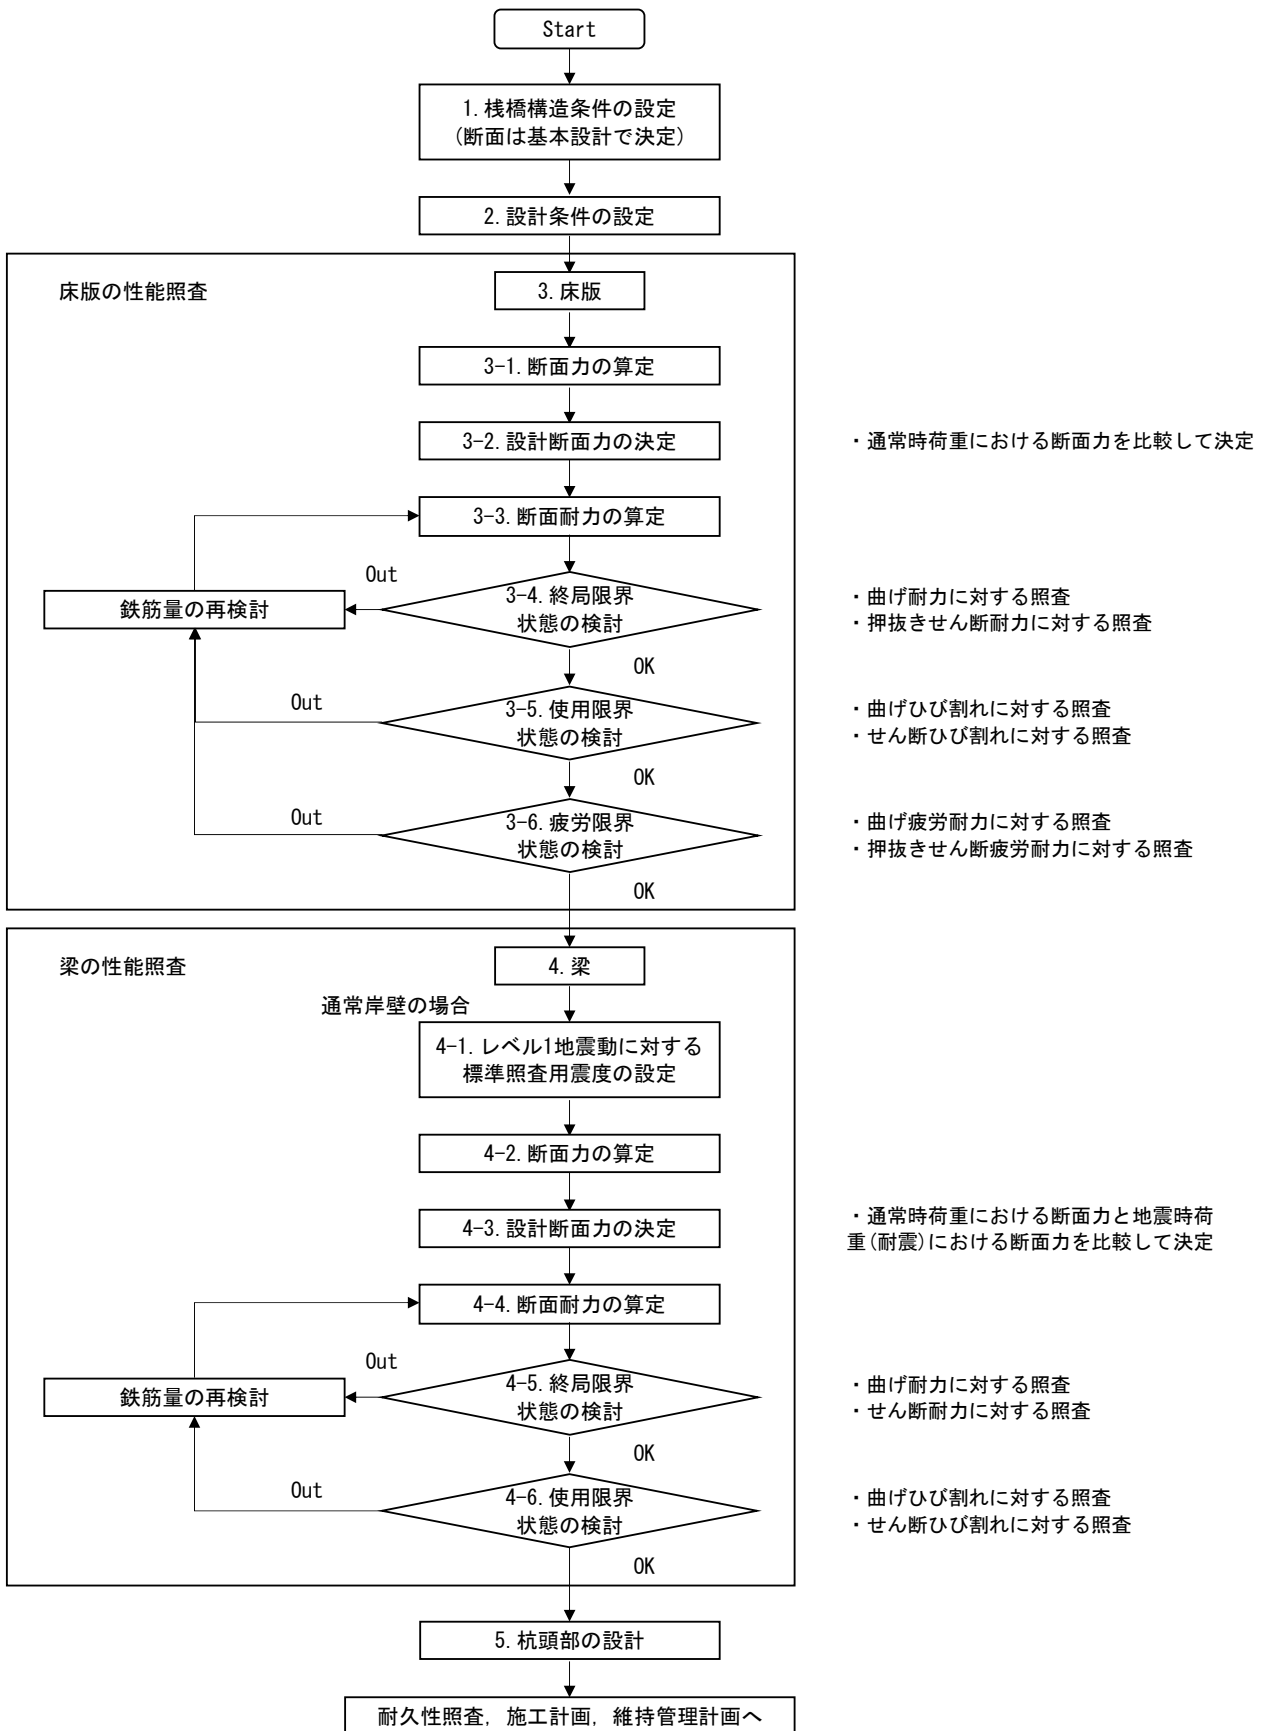 Start
1.桟橋構造条件の設定
(断面は基本設計で決定)
2.設計条件の設定
床版の性能照査
3.床版
3-1.断面力の算定
3-2.設計断面力の決定
・通常時荷重における断面力を比較して決定
3-3.断面耐力の算定
Out
鉄筋量の再検討
3-4.終局限界
状態の検討
・曲げ耐力に対する照査
・押抜きせん断耐力に対する照査
OK
Out
3-5.使用限界
状態の検討
・曲げひび割れに対する照査
・せん断ひび割れに対する照査
OK
Out
3-6.疲労限界
状態の検討
・曲げ疲労耐力に対する照査
・押抜きせん断疲労耐力に対する照査
OK
梁の性能照査
4.梁
通常岸壁の場合
4-1.レベル1地震動に対する
標準照査用震度の設定
4-2.断面力の算定
4-3.設計断面力の決定
・通常時荷重における断面力と地震時荷
重(耐震)における断面力を比較して決定
4-4.断面耐力の算定
Out
鉄筋量の再検討
4-5.終局限界
状態の検討
・曲げ耐力に対する照査
・せん断耐力に対する照査
OK
Out
4-6.使用限界
状態の検討
・曲げひび割れに対する照査
・せん断ひび割れに対する照査
OK
5.杭頭部の設計
耐久性照査, 施工計画, 維持管理計画へ